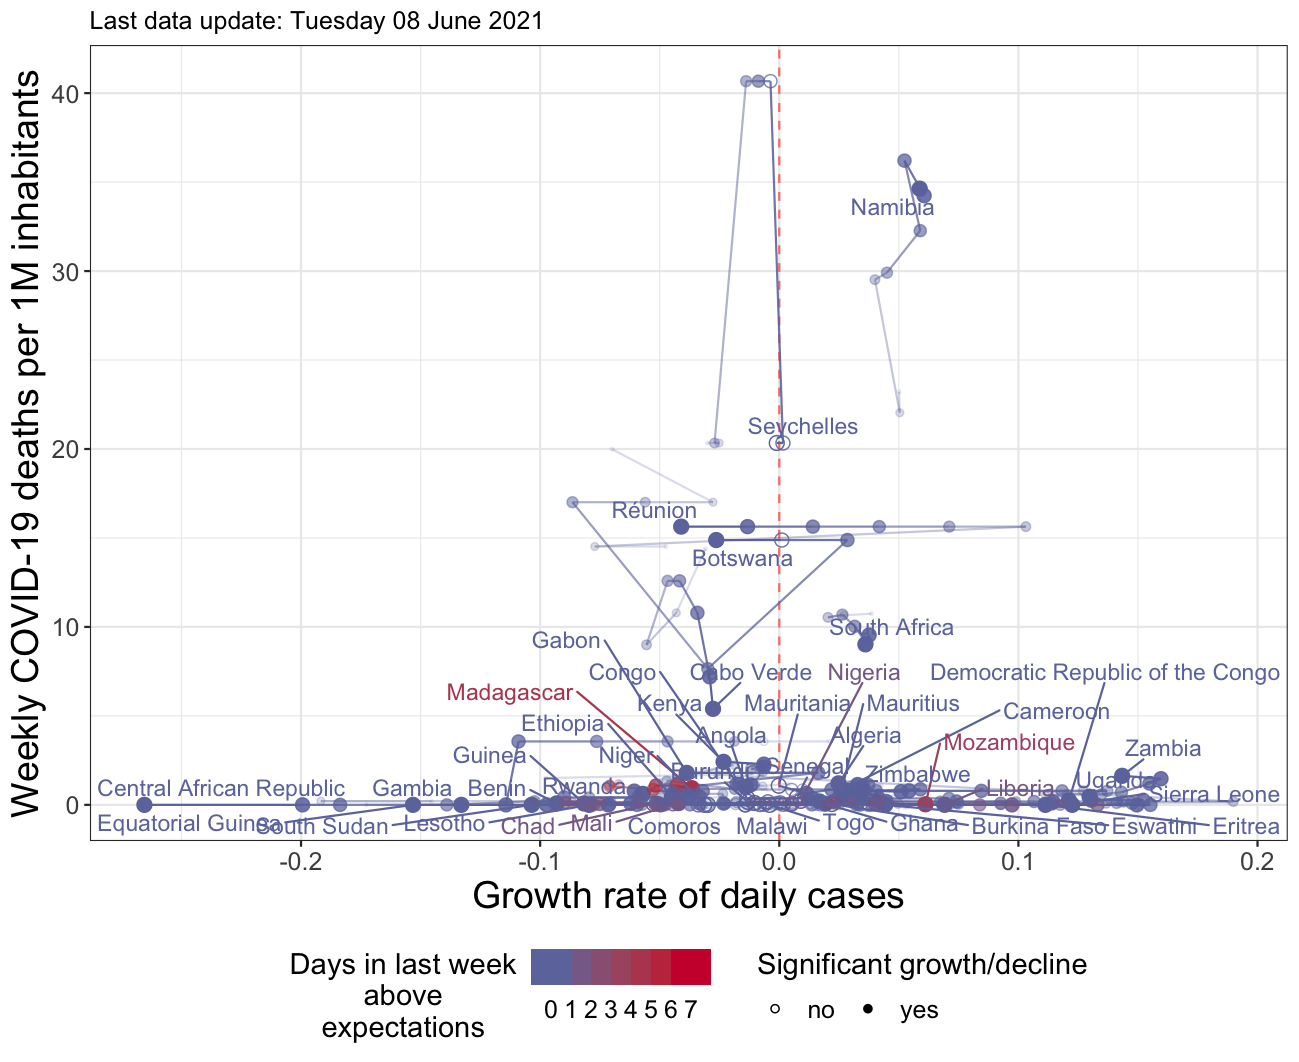 Last data update: Tuesday 08 June 2021
Weekly COVID-19 deaths per 1M inhabitants
40
30
20
10
0
Namibia
Seychelles
Réunion
Botswana
South Africa
Gabon
Congo
Cabo Verde
Nigeria
Democratic Republic of the Congo
Madagascar
Kenya
Mauritania
Mauritius
Cameroon
Ethiopia
Angola
Algeria
Mozambique
Zambia
Guinea
Niger
Burundi
Senegal
Zimbabwe
Uganda
Central African Republic
Gambia
Benin
Rwanda
Liberia
Sierra Leone
Equatorial Guinea
South Sudan
Lesotho
Chad
Mali
Comoros
Malawi
Togo
Ghana
Burkina Faso
Eswatini
Eritrea
-0.2
-0.1
0.0
0.1
0.2
Growth rate of daily cases
Days in last week
above
expectations
0 1 2 3 4 5 6 7
Significant growth/decline
no
yes